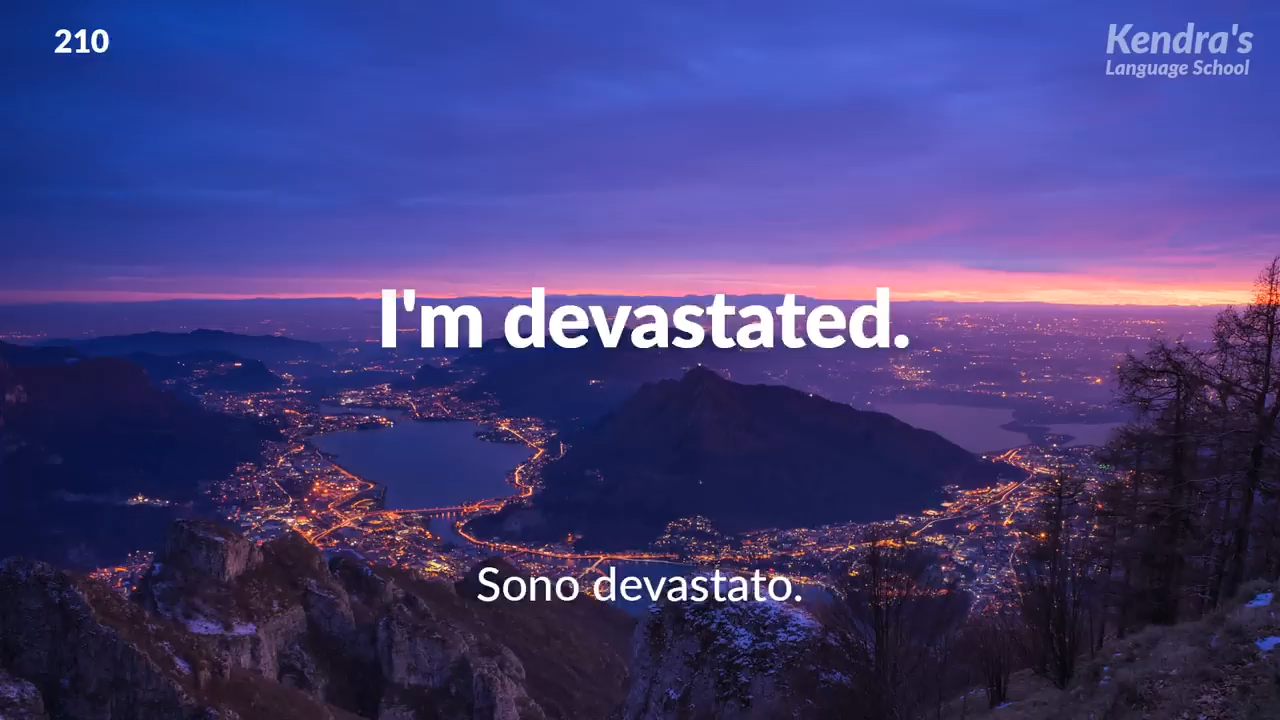 210
Kendra's
Language School
I'm devastated.
Sono devastato.